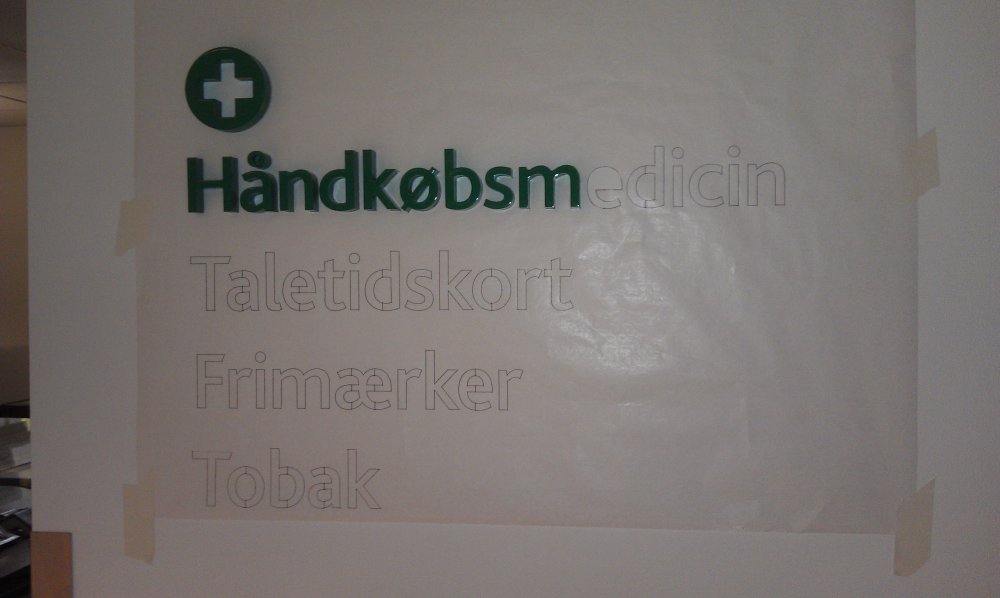 Håndkøbsmedicin
Taletidskort
Frimærker
Tobak